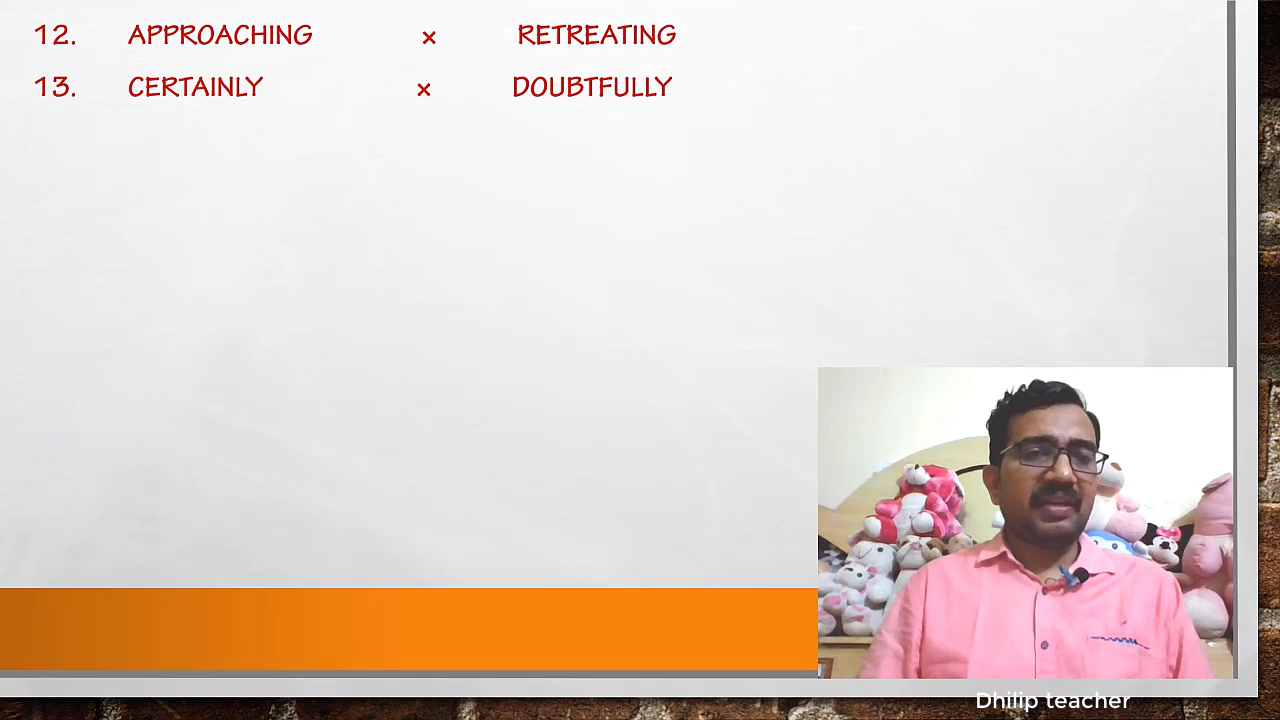 12. APPROACHING × RETREATING
13. CERTAINLY × DOUBTFULLY
Dhilip teacher